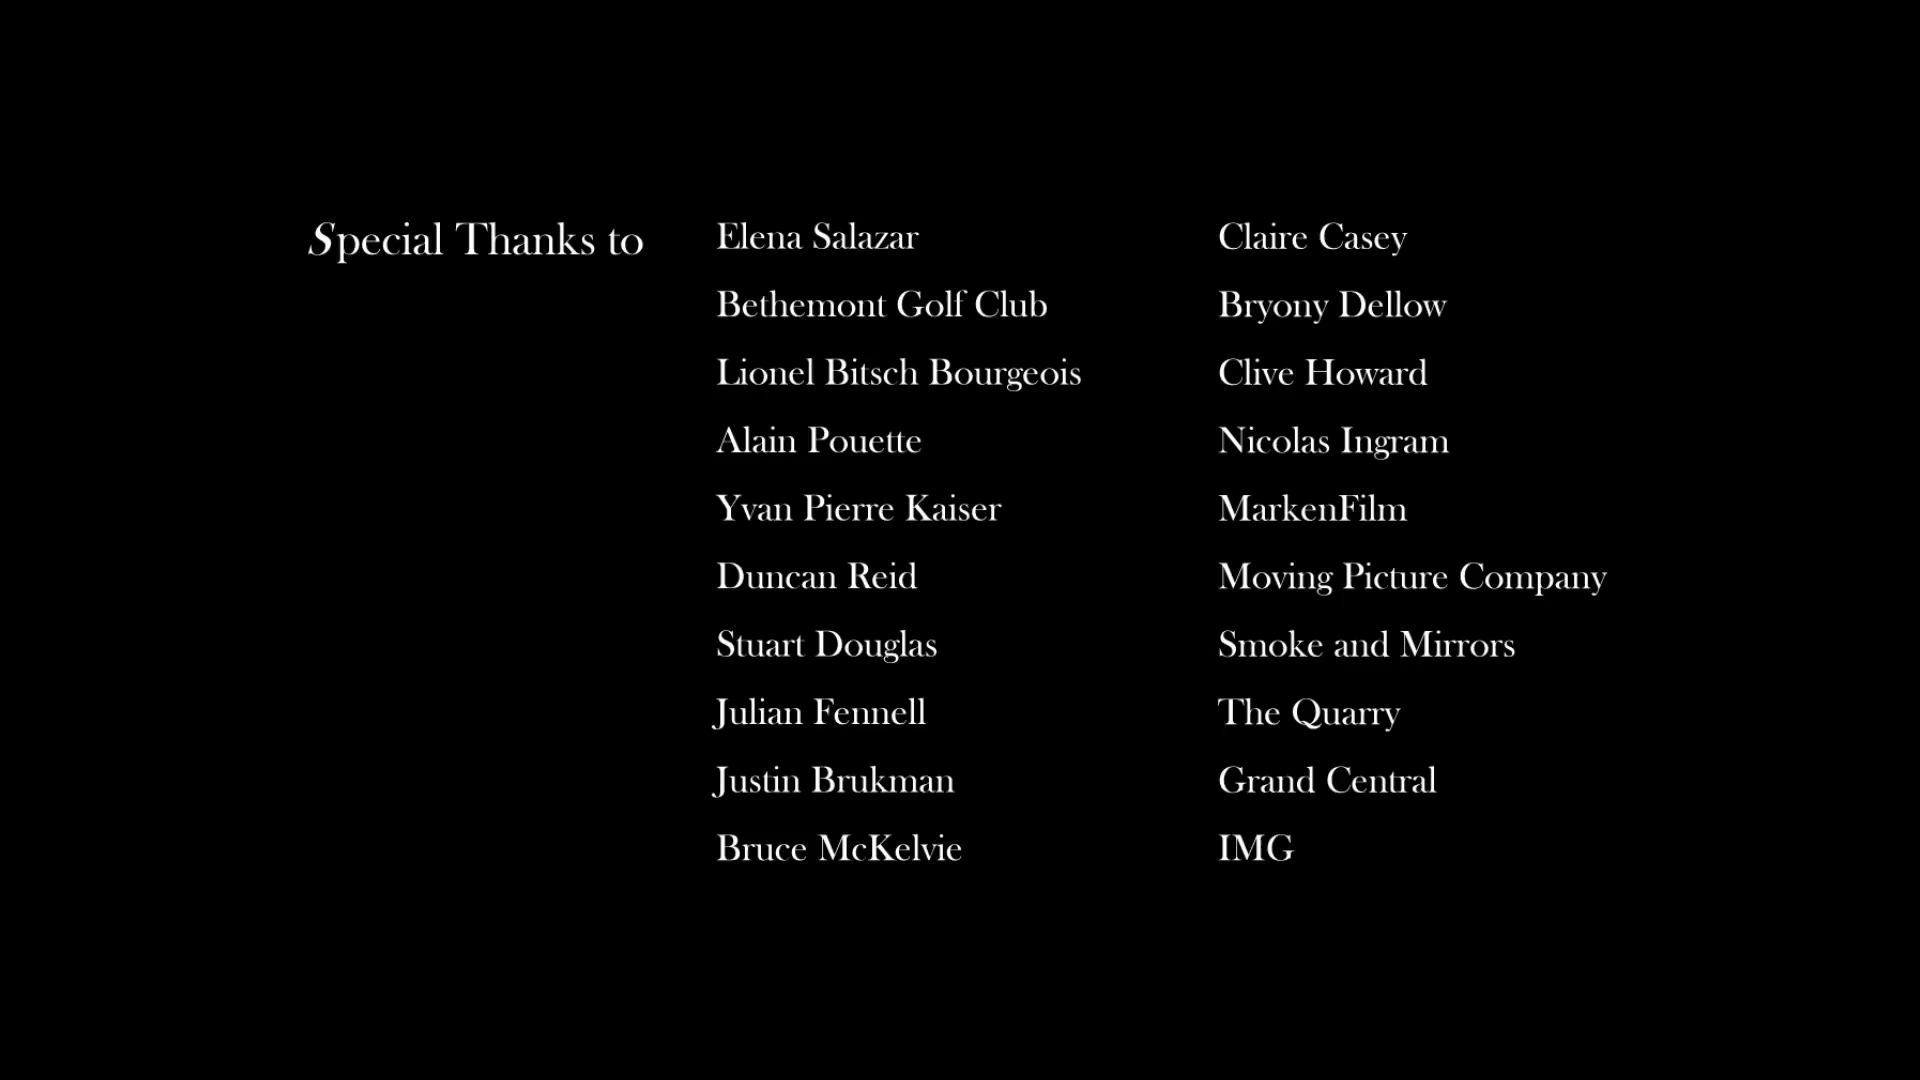 Special Thanks to
Elena Salazar
Bethemont Golf Club
Lionel Bitsch Bourgeois
Alain Pouette
Yvan Pierre Kaiser
Duncan Reid
Stuart Douglas
Julian Fennell
Justin Brukman
Bruce McKelvie
Claire Casey
Bryony Dellow
Clive Howard
Nicolas Ingram
MarkenFilm
Moving Picture Company
Smoke and Mirrors
The Quarry
Grand Central
IMG